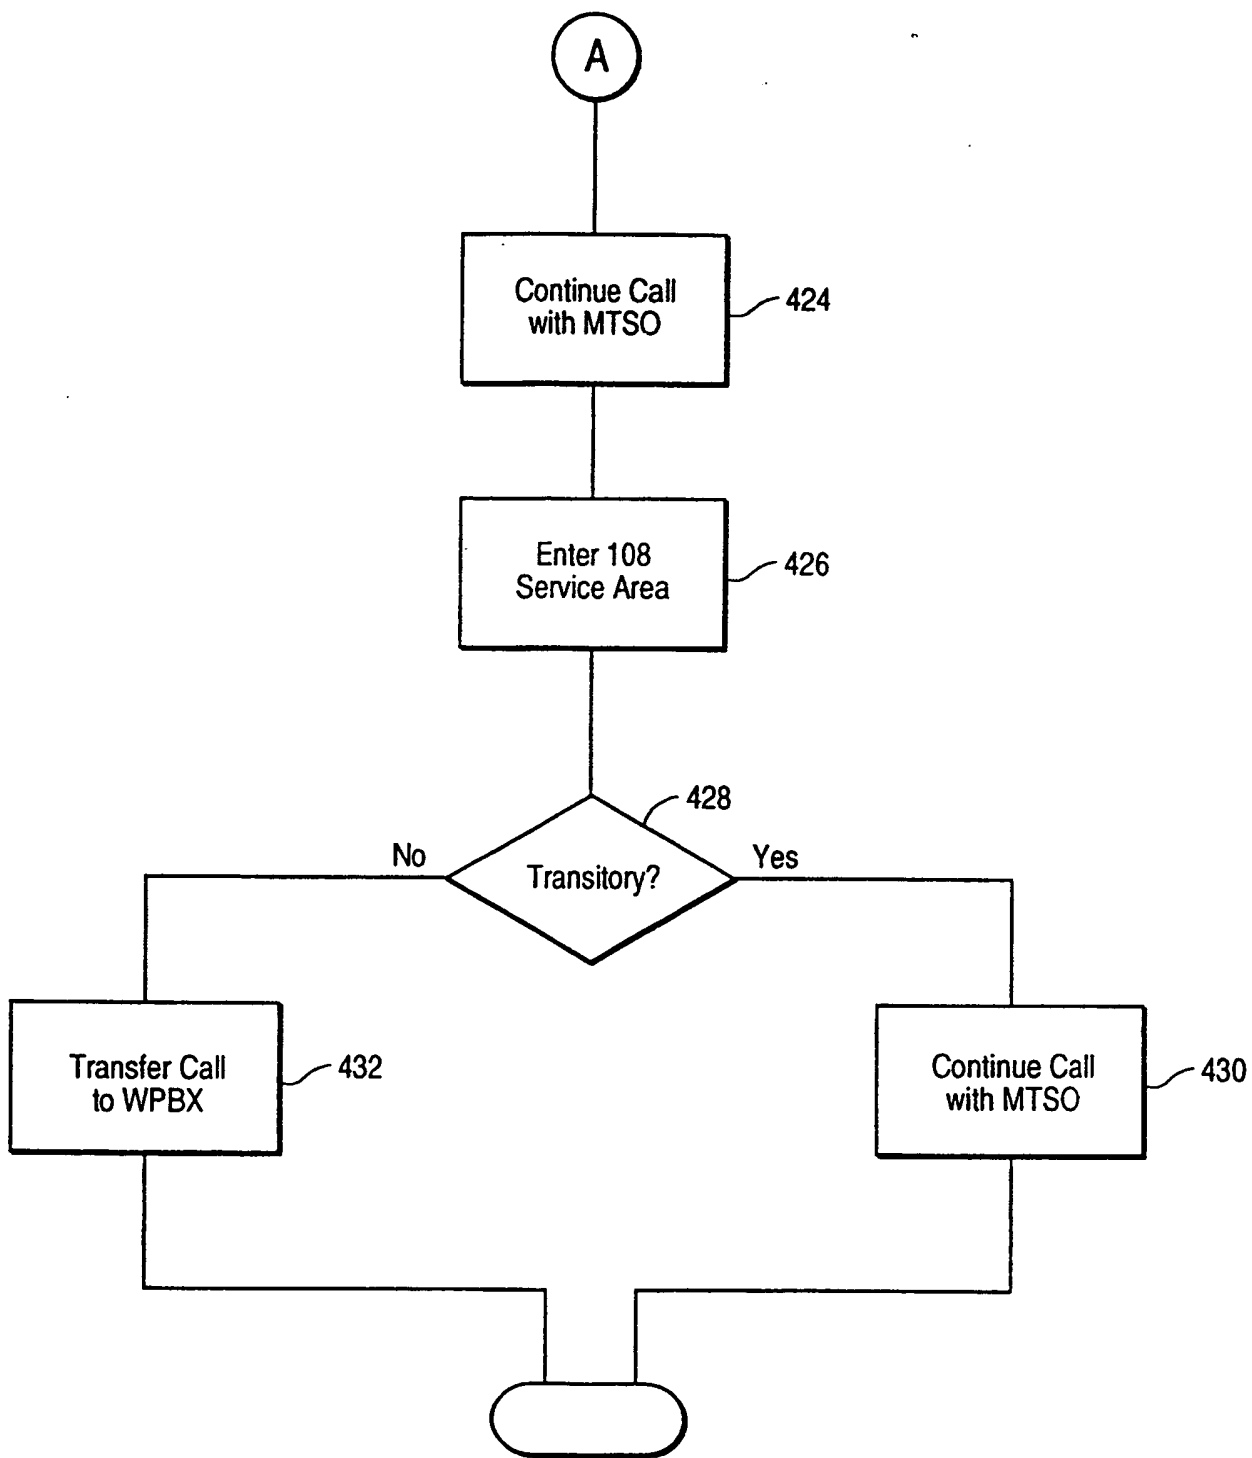 A
Continue Call
with MTSO
424
Enter 108
Service Area
426
428
No
Transitory?
Yes
Transfer Call
to WPBX
432
Continue Call
with MTSO
430